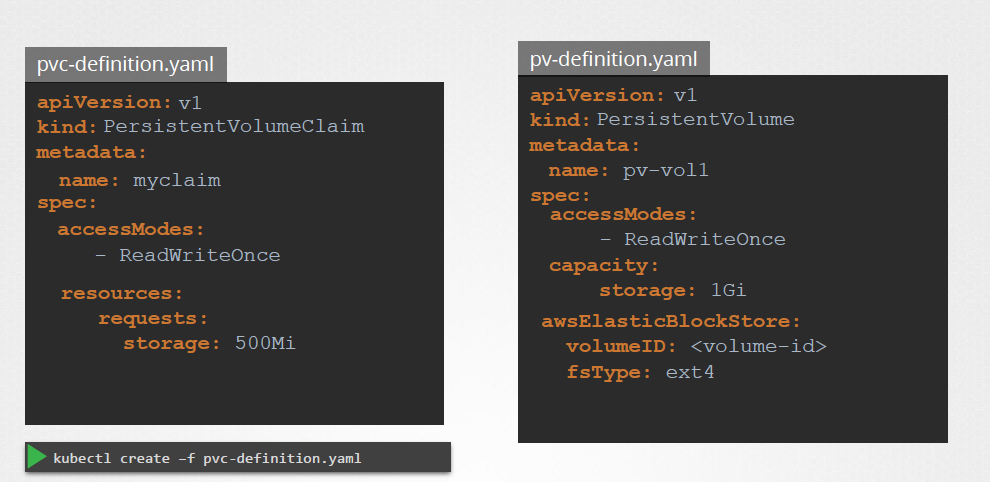 pvc-definition.yaml
apiVersion: v1
kind: PersistentVolumeClaim
metadata:
name: myclaim
spec:
accessModes:
- ReadWriteOnce
resources:
requests:
storage: 500Mi
kubectl create –f pvc-definition.yaml
pv-definition.yaml
apiVersion: v1
kind: PersistentVolume
metadata:
name: pv-vol1
spec:
accessModes:
- ReadWriteOnce
capacity:
storage: 1Gi
awsElasticBlockStore:
volumeID: <volume-id>
fsType: ext4